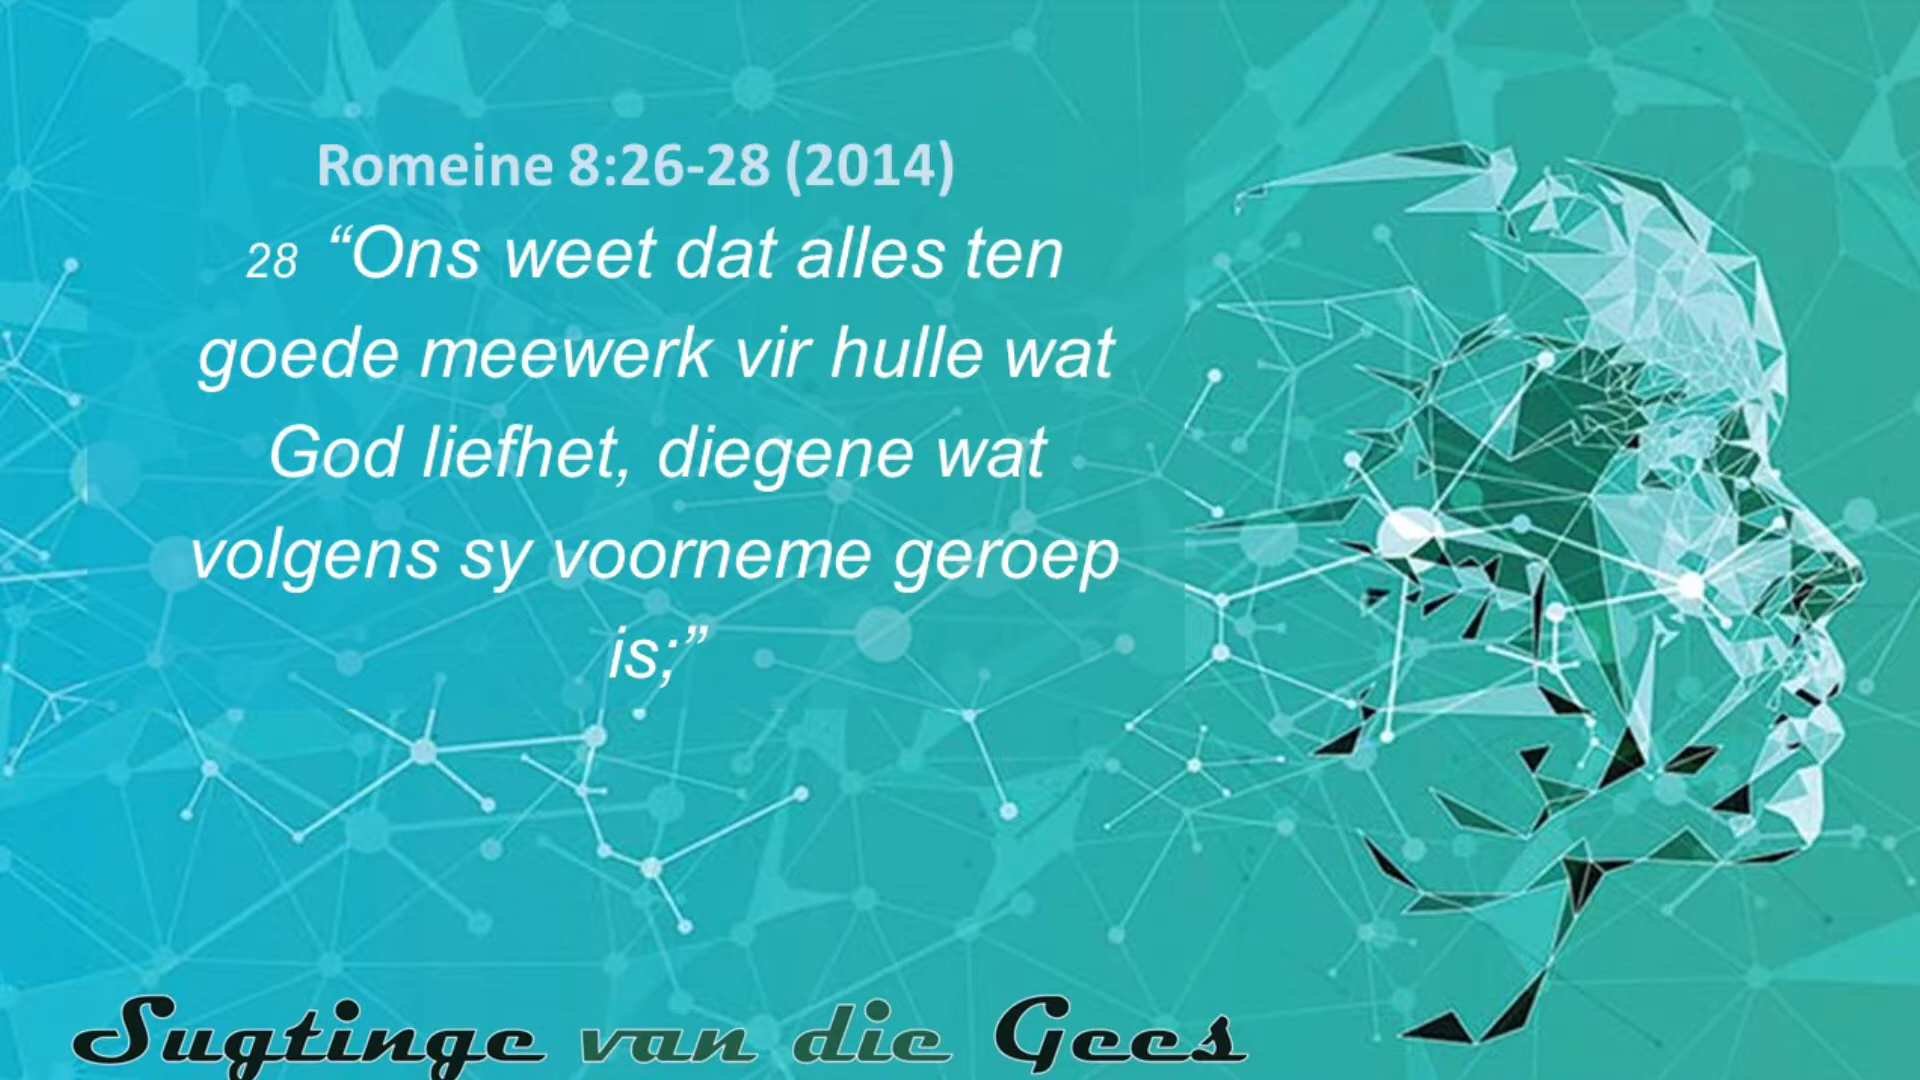 Romeine 8:26-28 (2014)
28 “Ons weet dat alles ten
goede meewerk vir hulle wat
God liefhet, diegene wat
volgens sy voorneme geroep
is;”
Sugtinge van die Gees